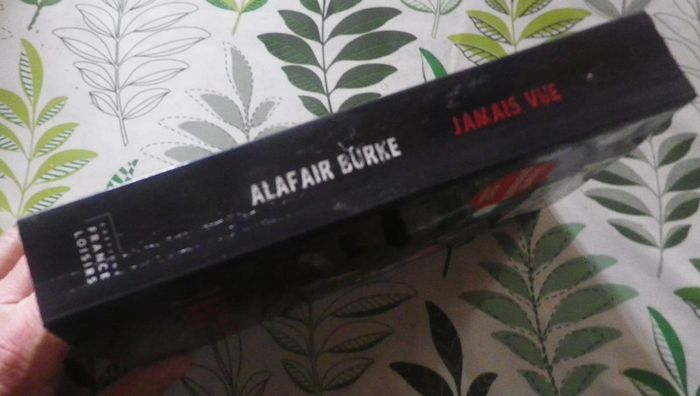 ALAFAIR BURKE
JAMAIS VUE
FRANCE
LOISIRS